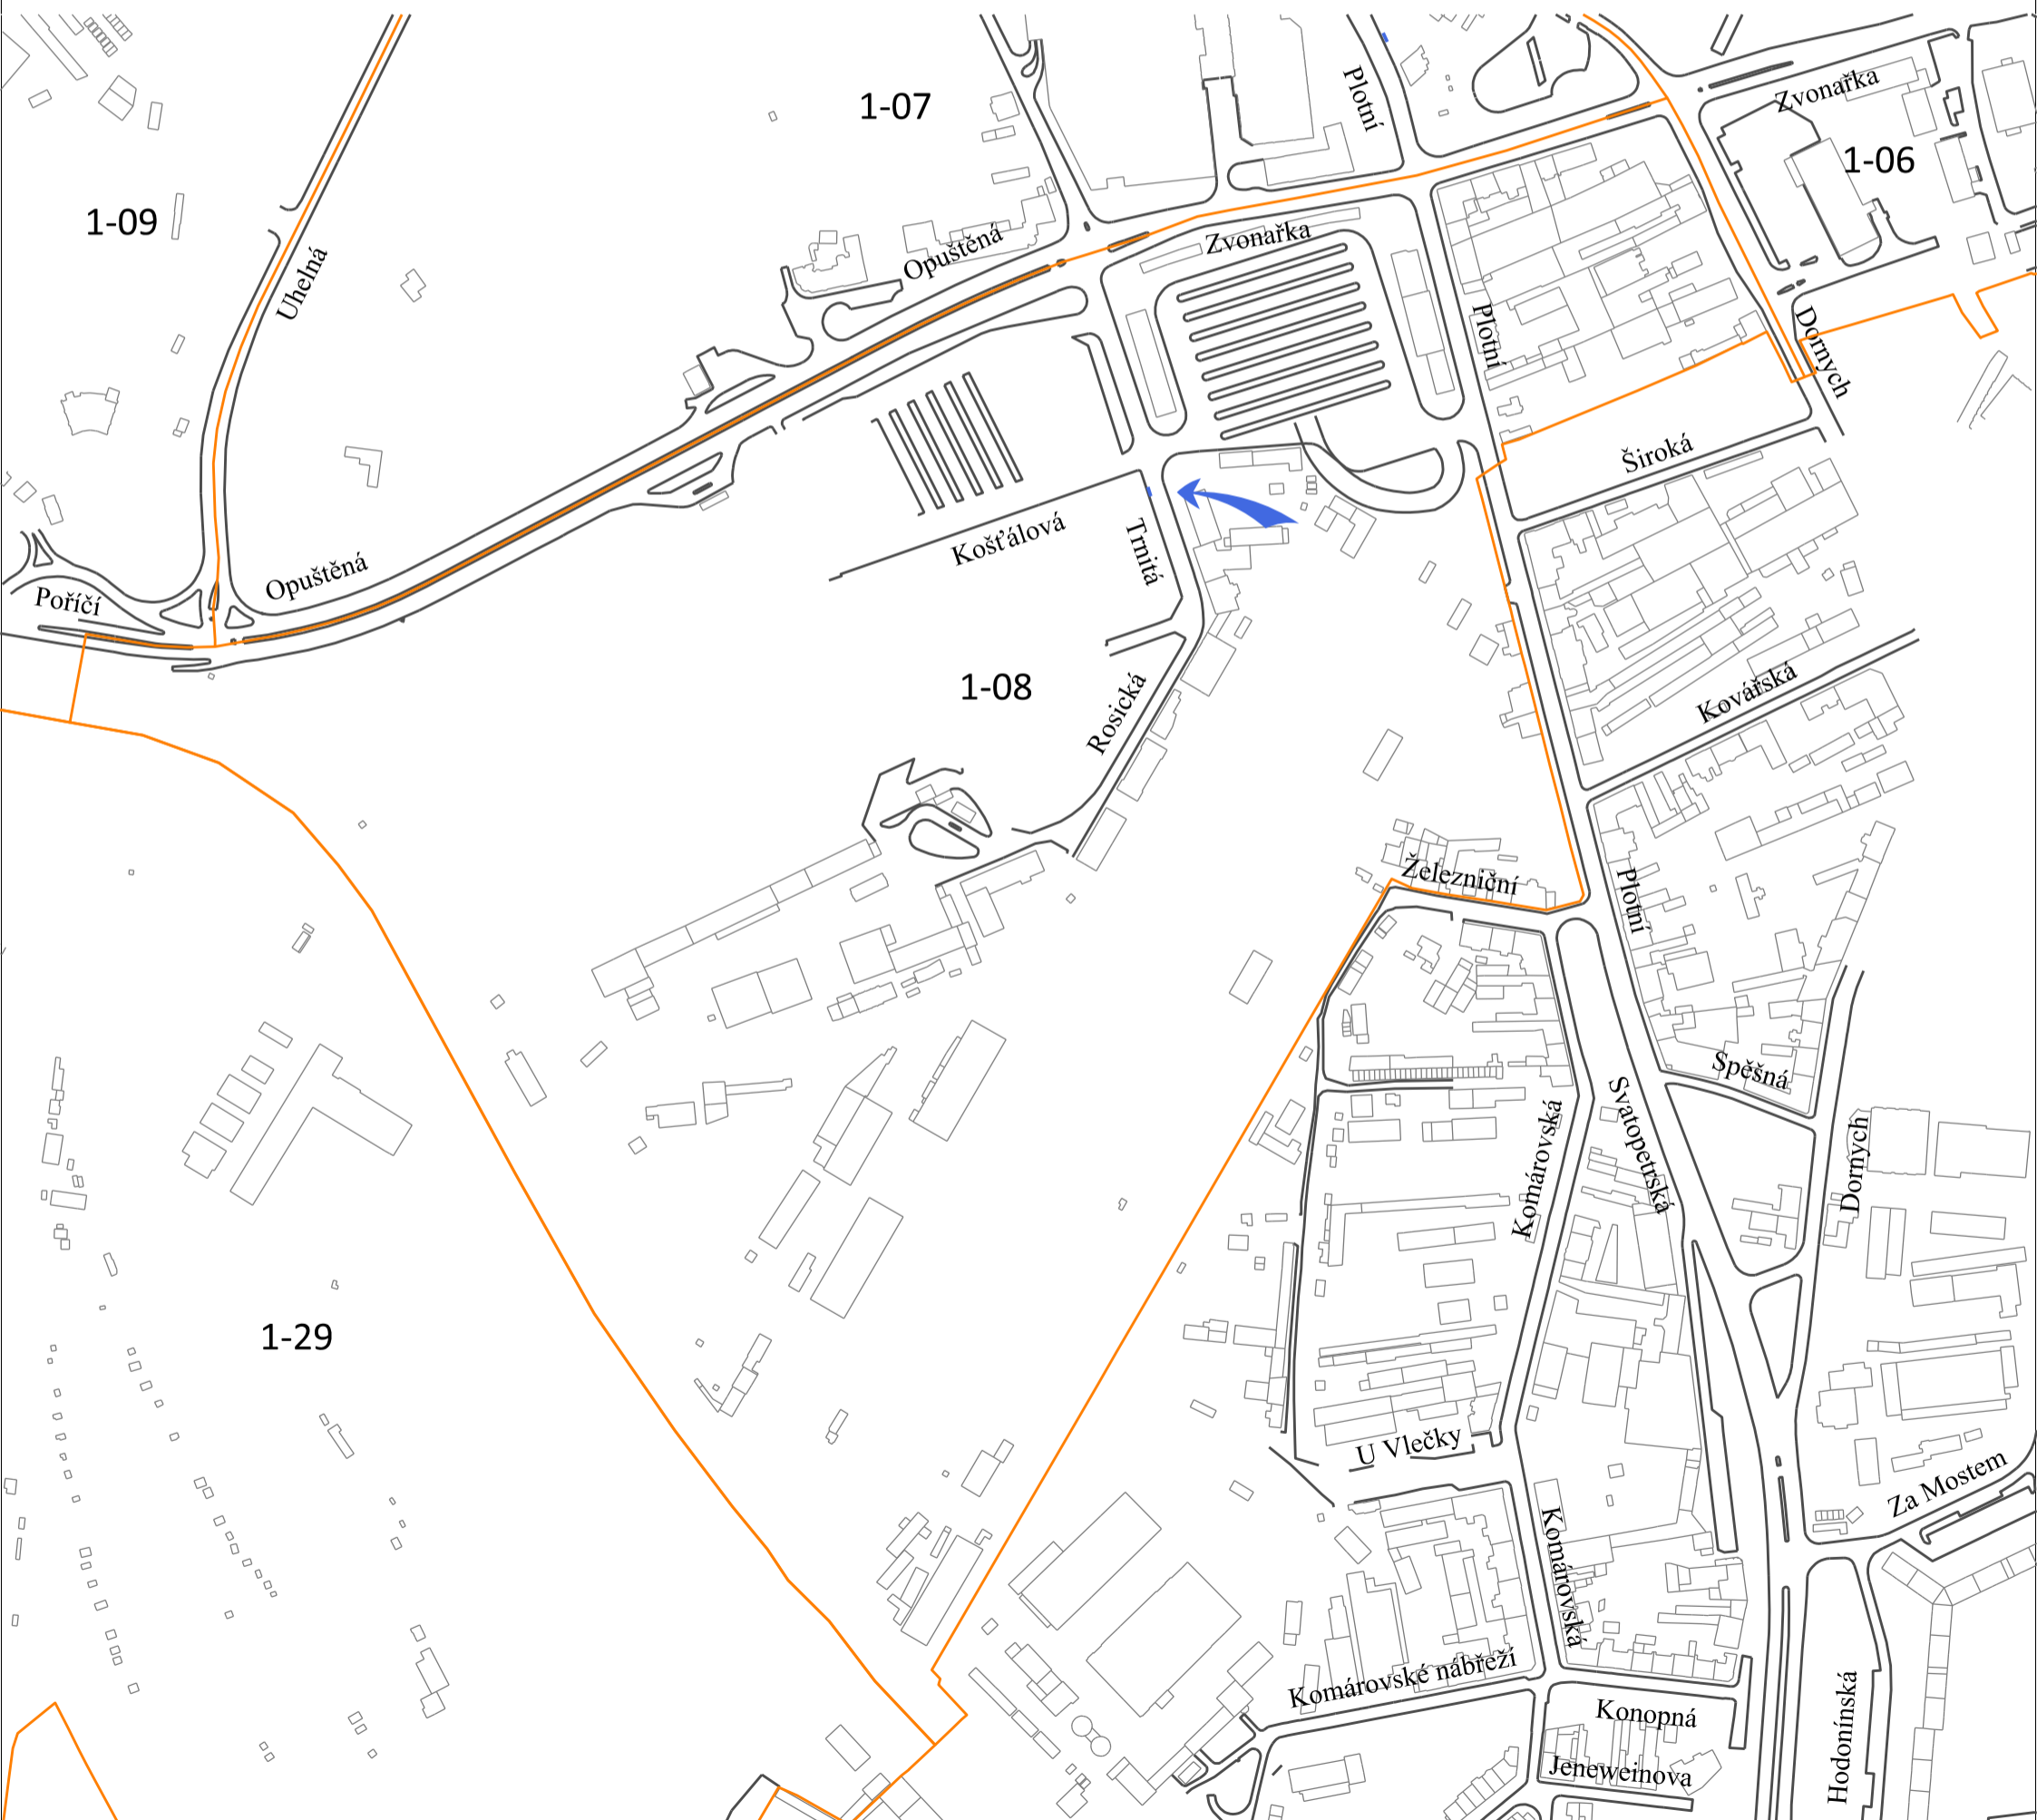 1-07
Plotní
Zvonařka
1-06
1-09
Uhelná
Opuštěná
Zvonařka
Plotní
Dornych
Široká
Košťálová
Trnitá
Opuštěná
Poříčí
1-08
Rosická
Kovářská
Železniční
Plotní
Spěšná
Svatopetrská
Komárovská
Dornych
1-29
U Vlečky
Za Mostem
Komárovská
Komárovské nábřeží
Konopná
Hodonínská
Jeneweinova